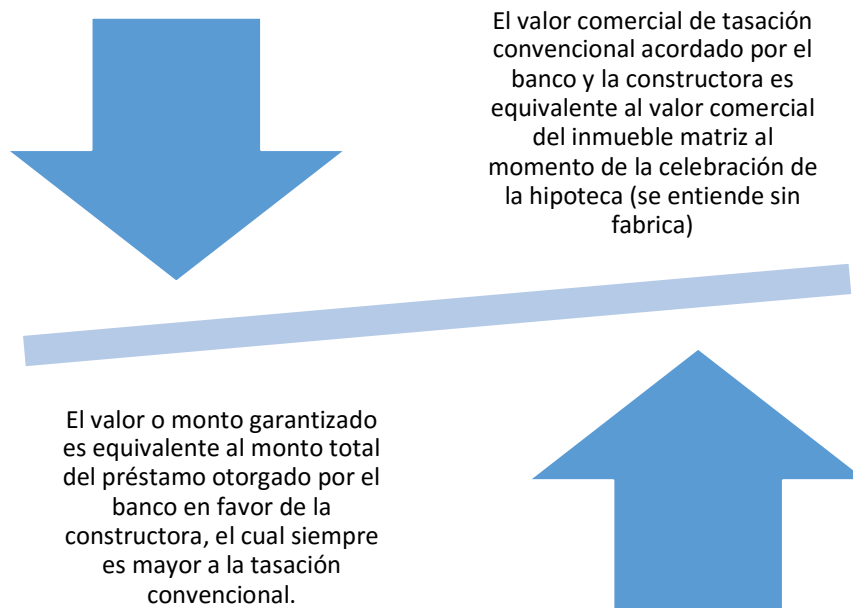 El valor comercial de tasación
convencional acordado por el
banco y la constructora es
equivalente al valor comercial
del inmueble matriz al
momento de la celebración de
la hipoteca (se entiende sin
fabrica)
El valor o monto garantizado
es equivalente al monto total
del préstamo otorgado por el
banco en favor de la
constructora, el cual siempre
es mayor a la tasación
convencional.